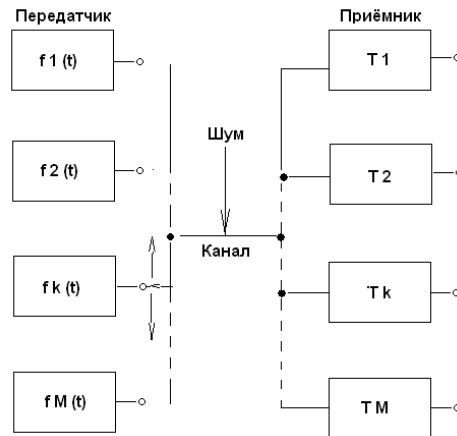 Передатчик
Приёмник
f 1 (t)
T 1
Шум
f 2 (t)
T 2
Канал
f k (t)
T k
f M (t)
T M